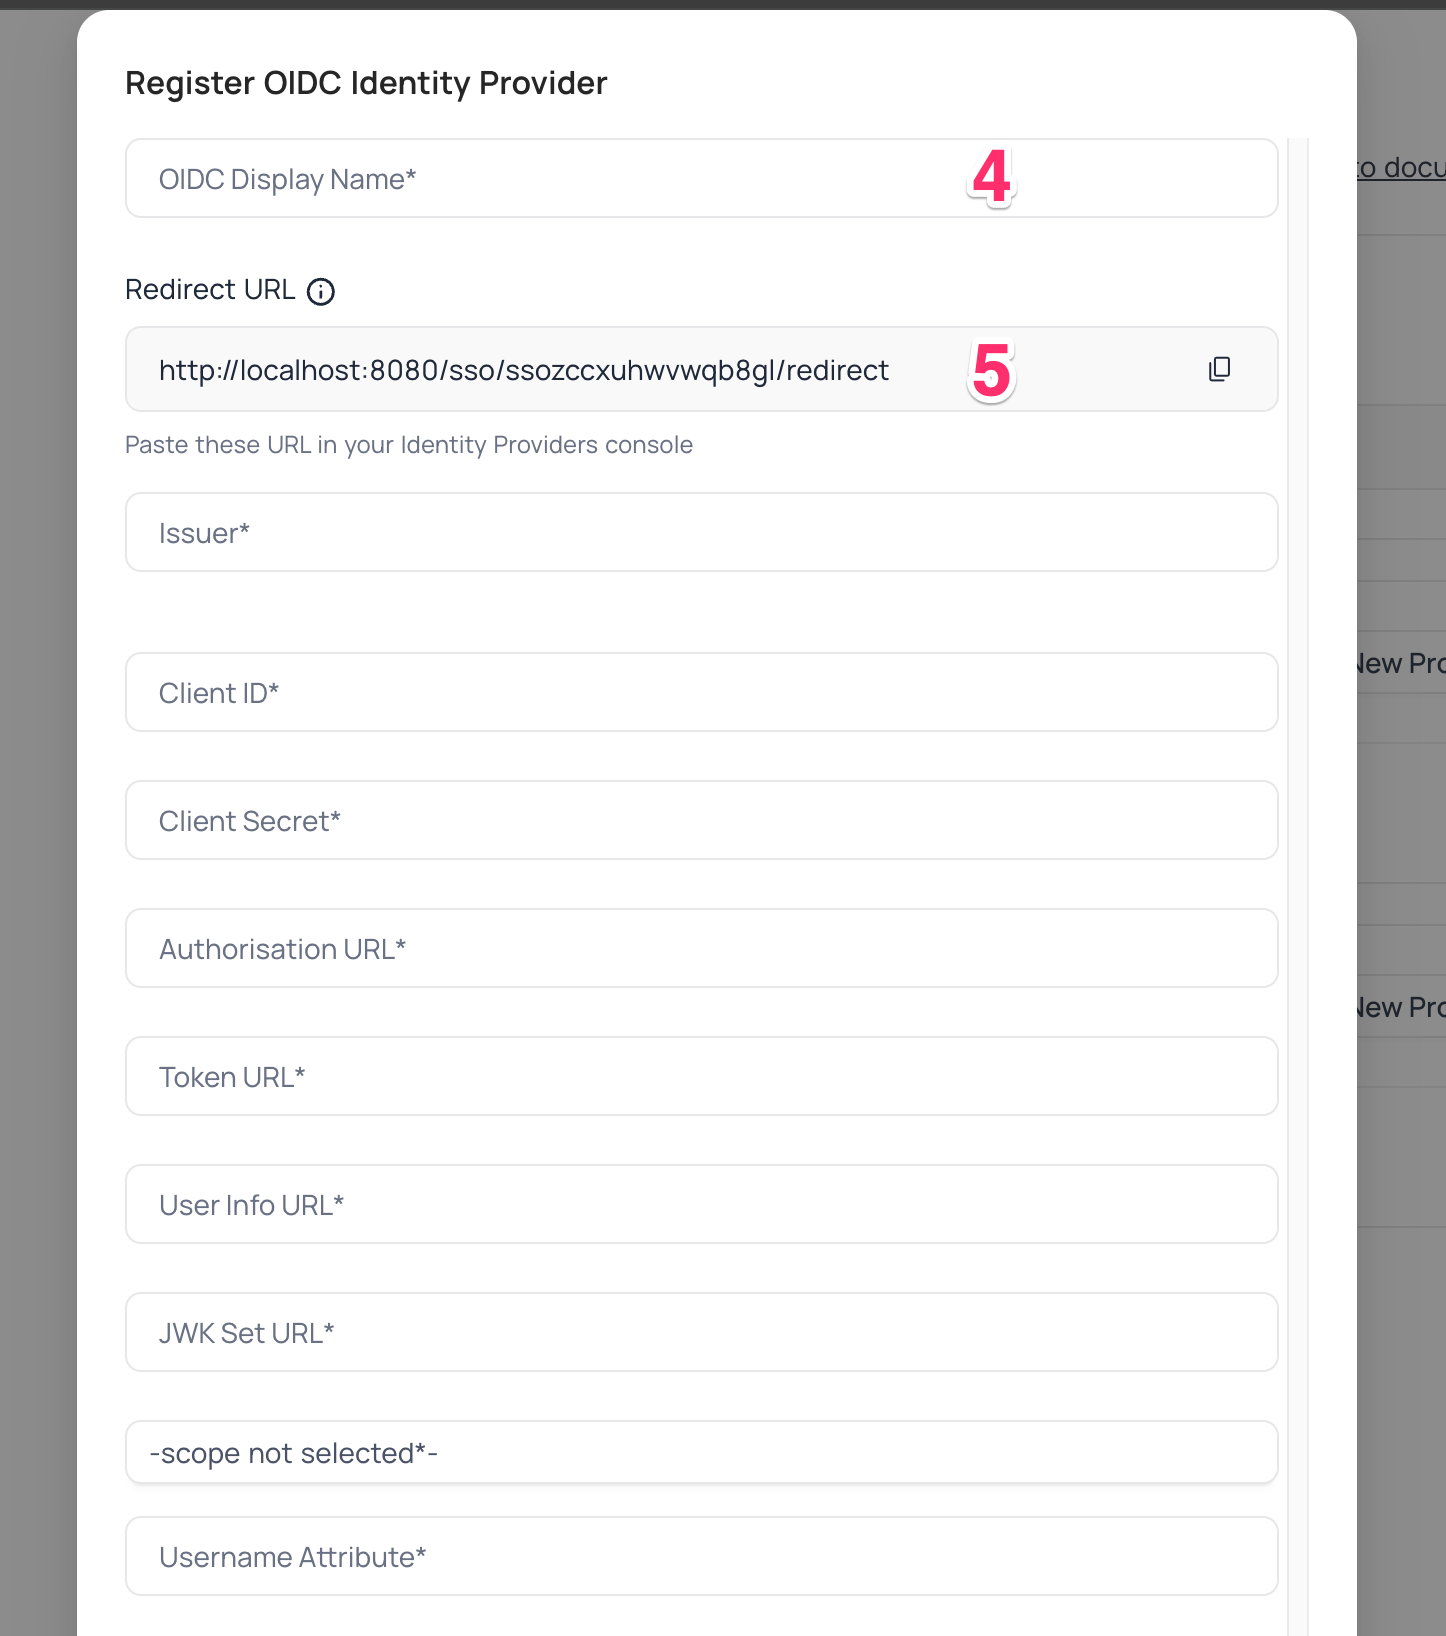 Register OIDC Identity Provider
OIDC Display Name*
4
to docu
Redirect URL
http://localhost:8080/sso/ssozccxuhwvwqb8gl/redirect
5
Paste these URL in your Identity Providers console
Issuer*
Client ID*
New Pro
Client Secret*
Authorisation URL*
New Pro
Token URL*
User Info URL*
JWK Set URL*
-scope not selected*-
Username Attribute*